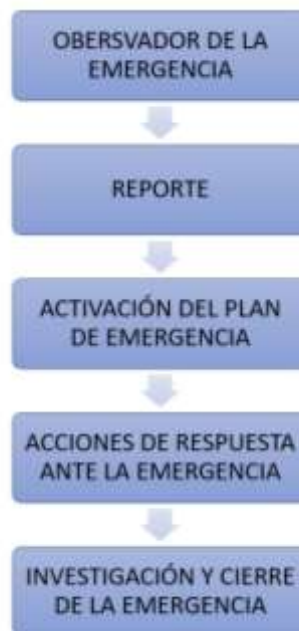 OBERSVADOR DE LA
EMERGENCIA
REPORTE
ACTIVACIÓN DEL PLAN
DE EMERGENCIA
ACCIONES DE RESPUESTA
ANTE LA EMERGENCIA
INVESTIGACIÓN Y CIERRE
DE LA EMERGENCIA